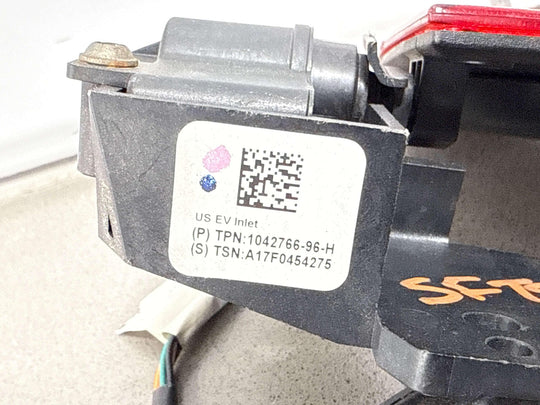 US EV Inlet
(P) TPN:1042766-96-H
(S) TSN:A17F0454275